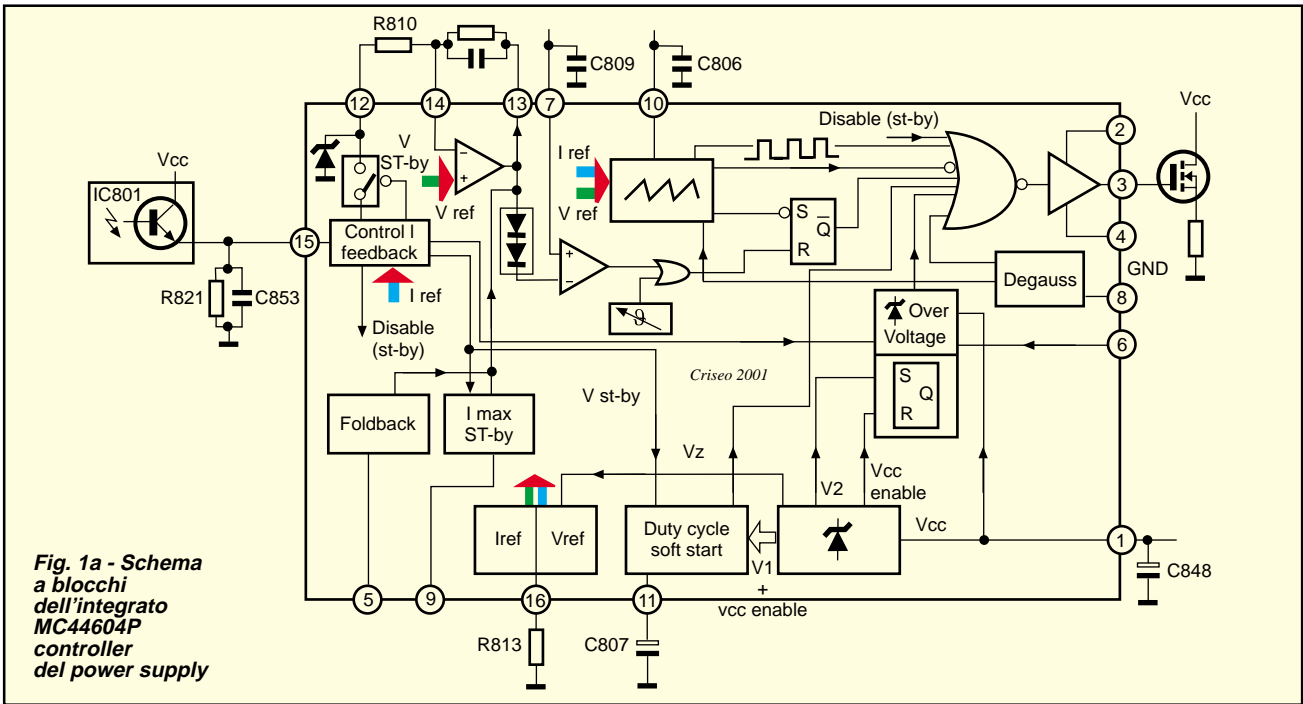 R810
C809
C806
12
14
13
7
10
Vcc
V
ST-by
Disable (st-by)
2
Vcc
IC801
I ref
V ref
V ref
3
15
Control I
feedback
S
Q
R
4
GND
R821
C853
I ref
Degauss
8
Disable
(st-by)
ϑ
Over
Voltage
6
Criseo 2001
S
Q
R
Foldback
I max
ST-by
V st-by
Vz
V2
Vcc
enable
Iref
Vref
Duty cycle
soft start
Vcc
1
V1
+
vcc enable
C848
5
9
16
11
R813
C807
Fig. 1a - Schema
a blocchi
dell'integrato
MC44604P
controller
del power supply